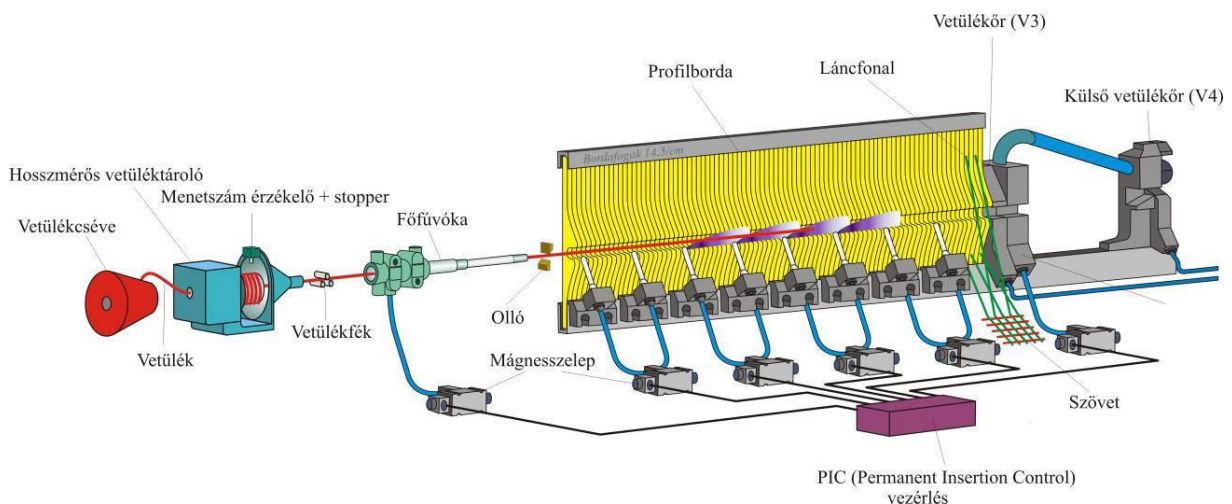 Vetülékőr (V3)
Profilborda
Láncfonal
Külső vetülékőr (V4)
Bordafogak 14.5/cm
Hosszmérős vetüléktároló
Menetszám érzékelő + stopper
Vetülékcséve
Főfúvóka
Olló
Vetülékfék
Vetülék
Mágnesszelep
Szövet
PIC (Permanent Insertion Control)
vezérlés